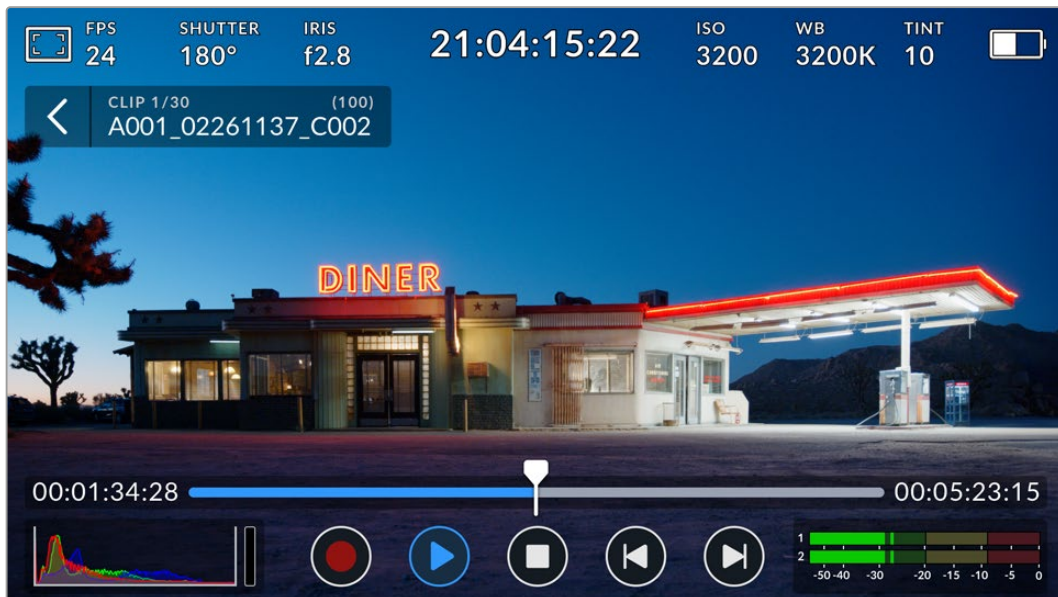 FPS SHUTTER IRIS 21:04:15:22 ISO WB TINT
24 180° f2.8 3200 3200K 10
CLIP 1/30 (100)
A001_02261137_C002
DINER
00:01:34:28 00:05:23:15
1
2
-50 -40 -30 -20 -15 -10 -5 0